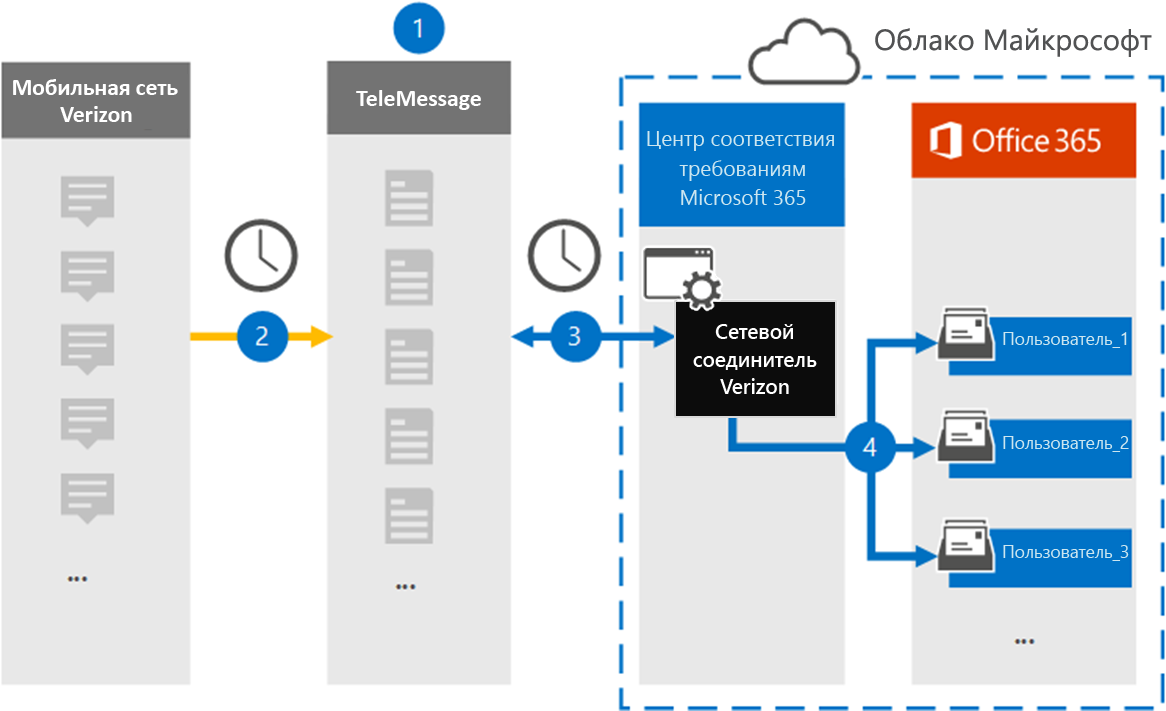 1
Облако Майкрософт
Мобильная сеть
Verizon
TeleMessage
Центр соответствия
требованиям
Microsoft 365
Office 365
2
3
Сетевой
соединитель
Verizon
Пользователь_1
4
Пользователь_2
Пользователь_3
...
...
...